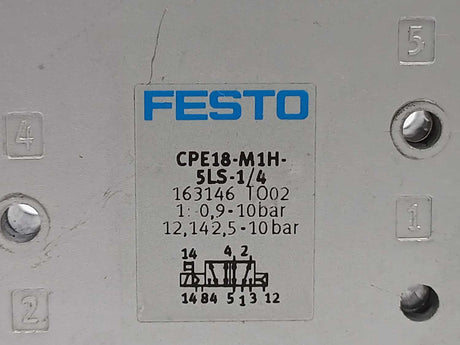 5
FESTO
4
CPE18-M1H-
5LS-1/4
163146 T002
1: -0,9-10bar
12,142,5-10bar
1
14 4 2
2
14 84 5 1 3 12